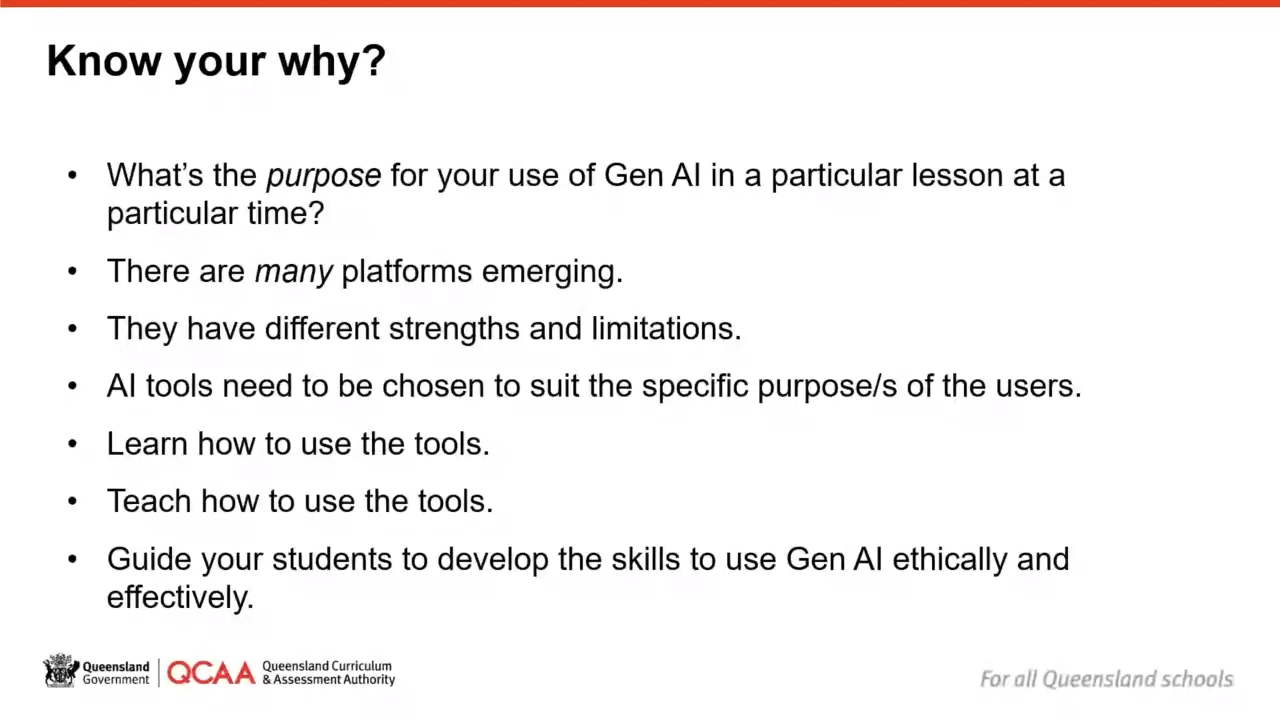 Know your why?
• What’s the purpose for your use of Gen AI in a particular lesson at a
particular time?
• There are many platforms emerging.
• They have different strengths and limitations.
• AI tools need to be chosen to suit the specific purpose/s of the users.
• Learn how to use the tools.
• Teach how to use the tools.
• Guide your students to develop the skills to use Gen AI ethically and
effectively.
Queensland
Government
QCAA
Queensland Curriculum
& Assessment Authority
For all Queensland schools